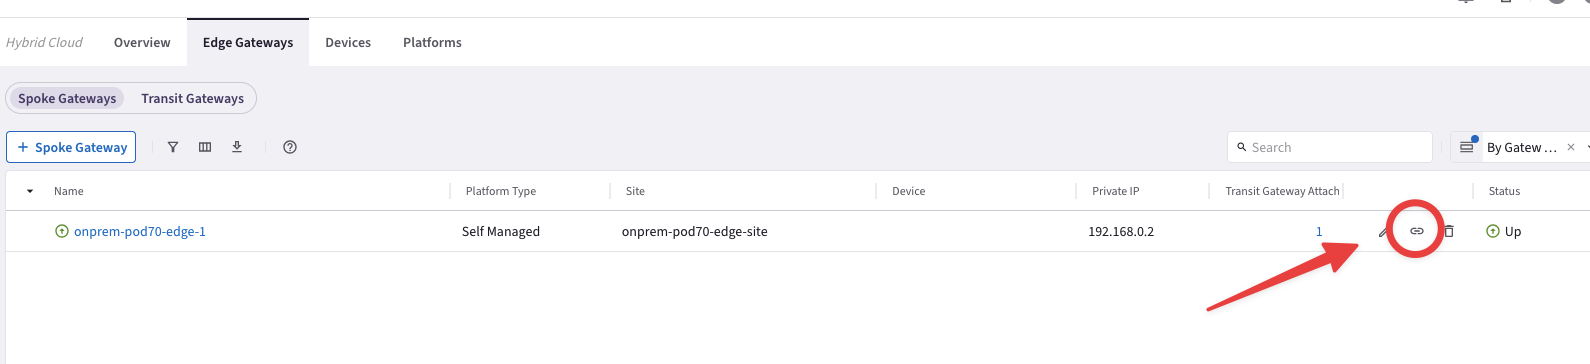 Hybrid Cloud Overview Edge Gateways Devices Platforms
Spoke Gateways Transit Gateways
+ Spoke Gateway Search By Gatew ... ×
Name Platform Type Site Device Private IP Transit Gateway Attach Status
onprem-pod70-edge-1 Self Managed onprem-pod70-edge-site 192.168.0.2 1 Up